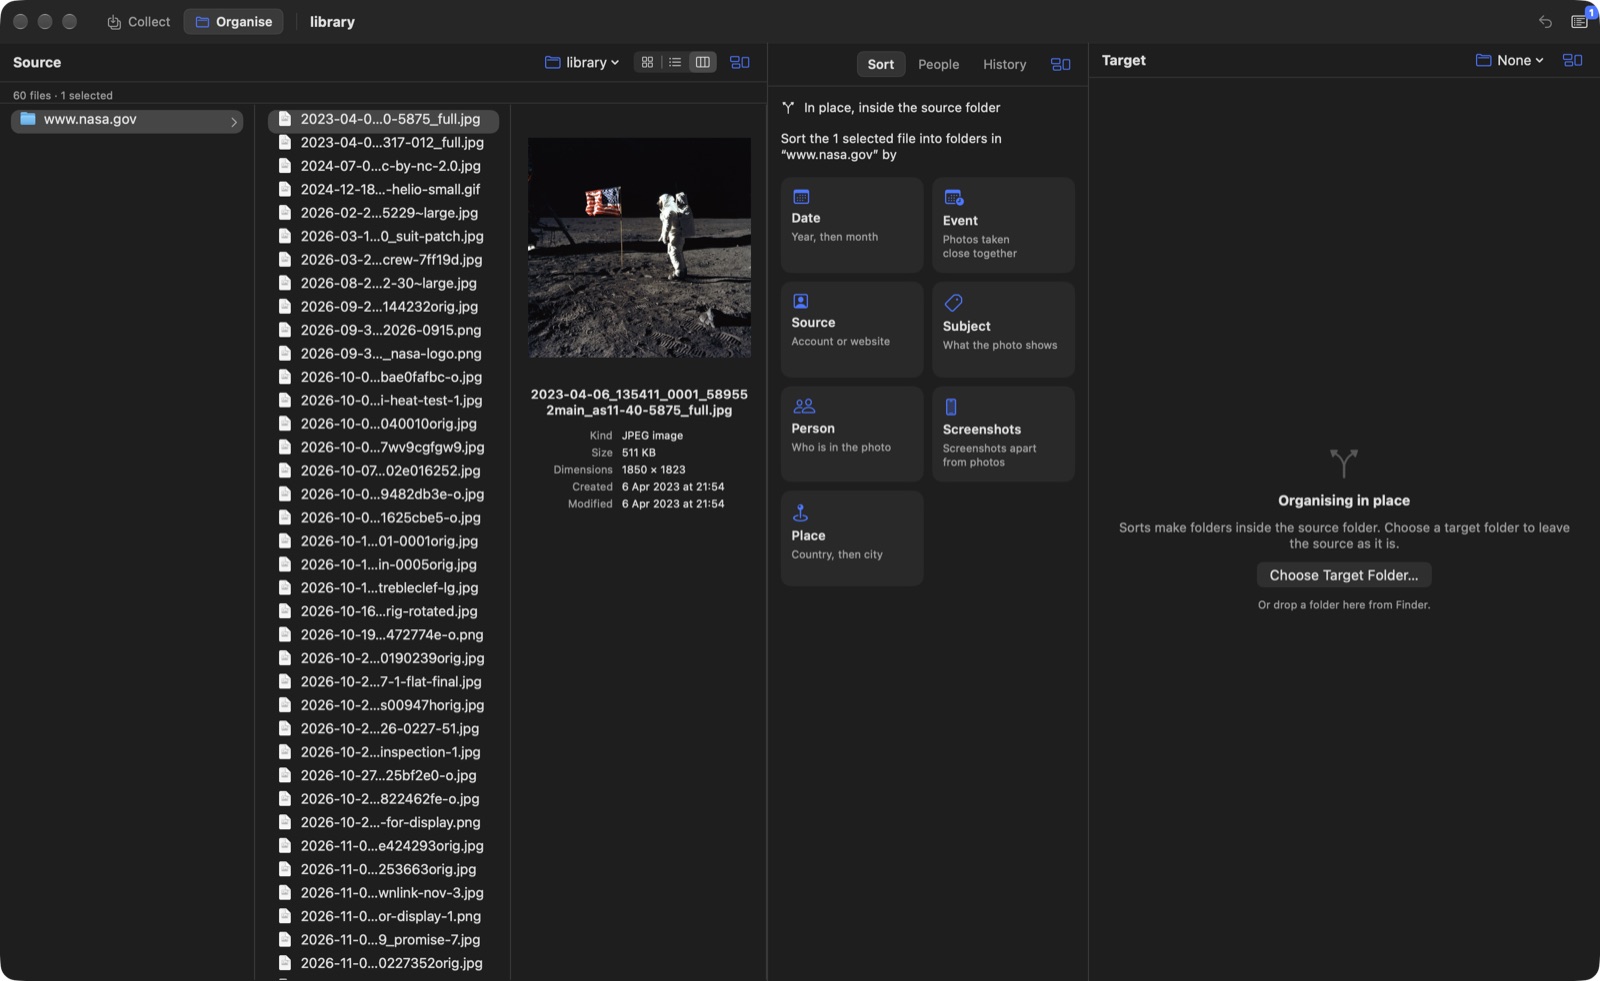 Collect
Organise
library
1
Source
library
Sort
People
History
Target
None
60 files · 1 selected
www.nasa.gov
2023-04-0...0-5875_full.jpg
2023-04-0...317-012_full.jpg
2024-07-0...c-by-nc-2.0.jpg
2024-12-18...-helio-small.gif
2026-02-2...5229~large.jpg
2026-03-1...0_suit-patch.jpg
2026-03-2...crew-7ff19d.jpg
2026-08-2...2-30~large.jpg
2026-09-2...144232orig.jpg
2026-09-3...2026-0915.png
2026-09-3..._nasa-logo.png
2026-10-0...bae0fafbc-o.jpg
2026-10-0...i-heat-test-1.jpg
2026-10-0...040010orig.jpg
2026-10-0...7wv9cgfgw9.jpg
2026-10-07...02e016252.jpg
2026-10-0...9482db3e-o.jpg
2026-10-0...1625cbe5-o.jpg
2026-10-1...01-0001orig.jpg
2026-10-1...in-0005orig.jpg
2026-10-1...trebleclef-lg.jpg
2026-10-16...rig-rotated.jpg
2026-10-19...472774e-o.png
2026-10-2...0190239orig.jpg
2026-10-2...7-1-flat-final.jpg
2026-10-2...s00947horig.jpg
2026-10-2...26-0227-51.jpg
2026-10-2...inspection-1.jpg
2026-10-27...25bf2e0-o.jpg
2026-10-2...822462fe-o.jpg
2026-10-2...-for-display.png
2026-11-0...e424293orig.jpg
2026-11-0...253663orig.jpg
2026-11-0...wnlink-nov-3.jpg
2026-11-0...or-display-1.png
2026-11-0...9_promise-7.jpg
2026-11-0...0227352orig.jpg
2023-04-06_135411_0001_58955
2main_as11-40-5875_full.jpg
Kind JPEG image
Size 511 KB
Dimensions 1850 × 1823
Created 6 Apr 2023 at 21:54
Modified 6 Apr 2023 at 21:54
In place, inside the source folder
Sort the 1 selected file into folders in
“www.nasa.gov” by
Date
Year, then month
Event
Photos taken
close together
Source
Account or website
Subject
What the photo shows
Person
Who is in the photo
Screenshots
Screenshots apart
from photos
Place
Country, then city
Organising in place
Sorts make folders inside the source folder. Choose a target folder to leave
the source as it is.
Choose Target Folder...
Or drop a folder here from Finder.